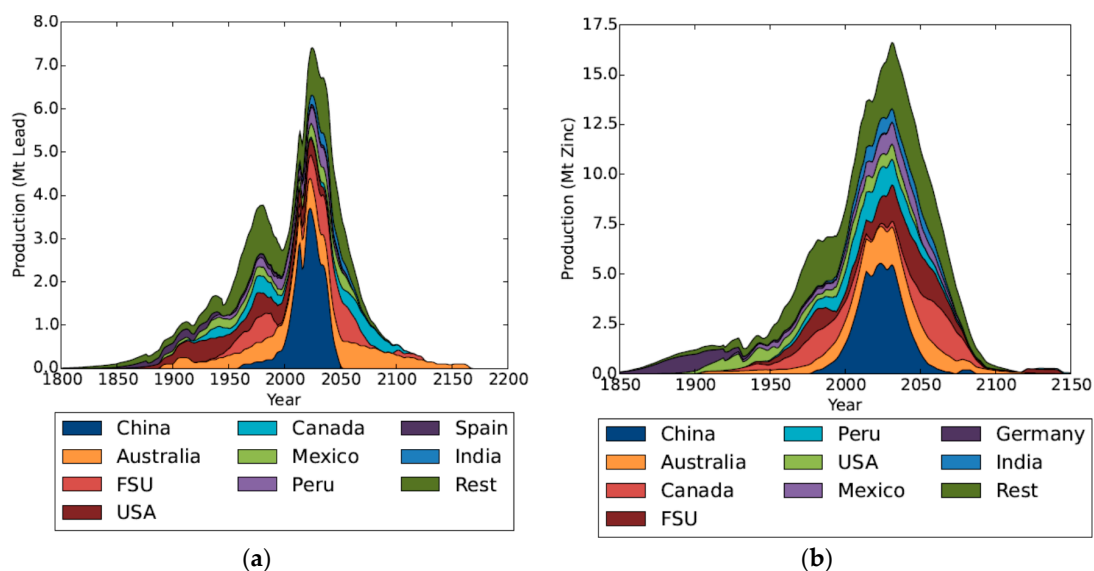 8.0
7.0
6.0
5.0
4.0
3.0
2.0
1.0
0.0
Production (Mt Lead)
1800 1850 1900 1950 2000 2050 2100 2150 2200
Year
China Canada Spain
Australia Mexico India
FSU Peru Rest
USA
(a)
17.5
15.0
12.5
10.0
7.5
5.0
2.5
0.0
Production (Mt Zinc)
1850 1900 1950 2000 2050 2100 2150
Year
China Peru Germany
Australia USA India
Canada Mexico Rest
FSU
(b)